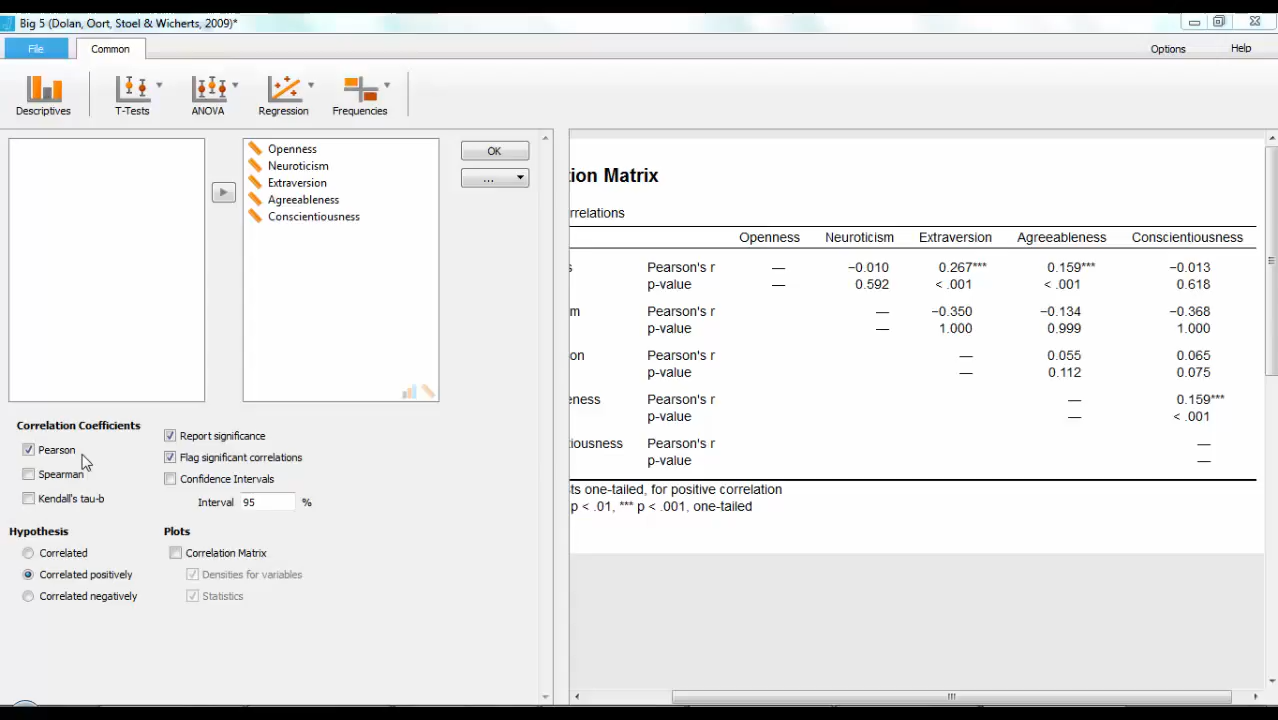 Big 5 (Dolan, Oort, Stoel & Wicherts, 2009)*
File Common Options Help
Descriptives T-Tests ANOVA Regression Frequencies
Openness
Neuroticism
Extraversion
Agreeableness
Conscientiousness
OK
...
Correlation Coefficients
Pearson
Spearman
Kendall's tau-b
Report significance
Flag significant correlations
Confidence Intervals
Interval 95 %
Hypothesis
Correlated
Correlated positively
Correlated negatively
Plots
Correlation Matrix
Densities for variables
Statistics
ion Matrix
rrelations
Openness Neuroticism Extraversion Agreeableness Conscientiousness
s Pearson's r — −0.010 0.267*** 0.159*** −0.013
p-value — 0.592 < .001 < .001 0.618
m Pearson's r — −0.350 −0.134 −0.368
p-value — 1.000 0.999 1.000
on Pearson's r — 0.055 0.065
p-value — 0.112 0.075
eness Pearson's r — 0.159***
p-value — < .001
iousness Pearson's r —
p-value —
ts one-tailed, for positive correlation
p < .01, *** p < .001, one-tailed